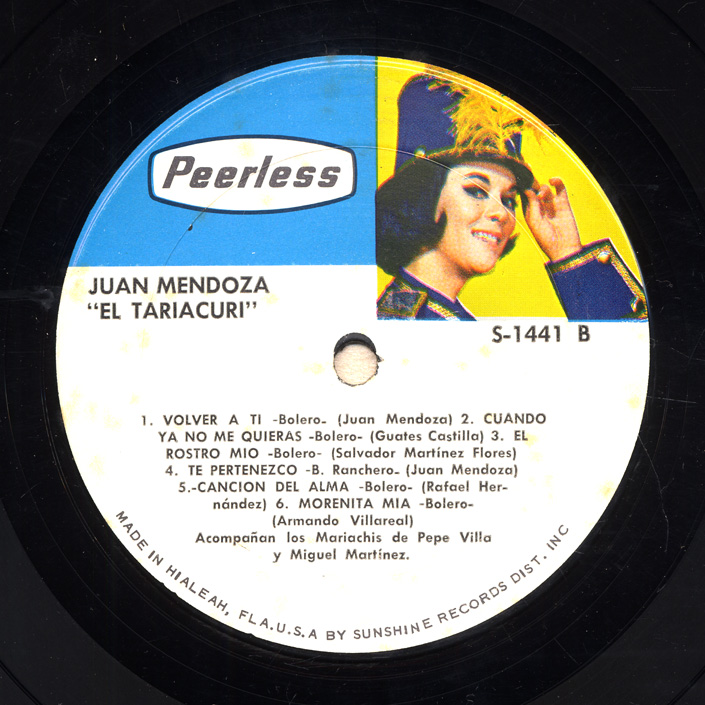 Peerless
JUAN MENDOZA
"EL TARIACURI"
S-1441 B
1. VOLVER A TI -Bolero- (Juan Mendoza) 2. CUANDO
YA NO ME QUIERAS -Bolero- (Guates Castilla) 3. EL
ROSTRO MIO -Bolero- (Salvador Martínez Flores)
4. TE PERTENEZCO -B. Ranchero- (Juan Mendoza)
5.-CANCION DEL ALMA -Bolero- (Rafael Her-
nández) 6. MORENITA MIA -Bolero-
(Armando Villareal)
Acompañan los Mariachis de Pepe Villa
y Miguel Martínez.
MADE IN HIALEAH, FLA.U.S.A BY SUNSHINE RECORDS DIST. INC